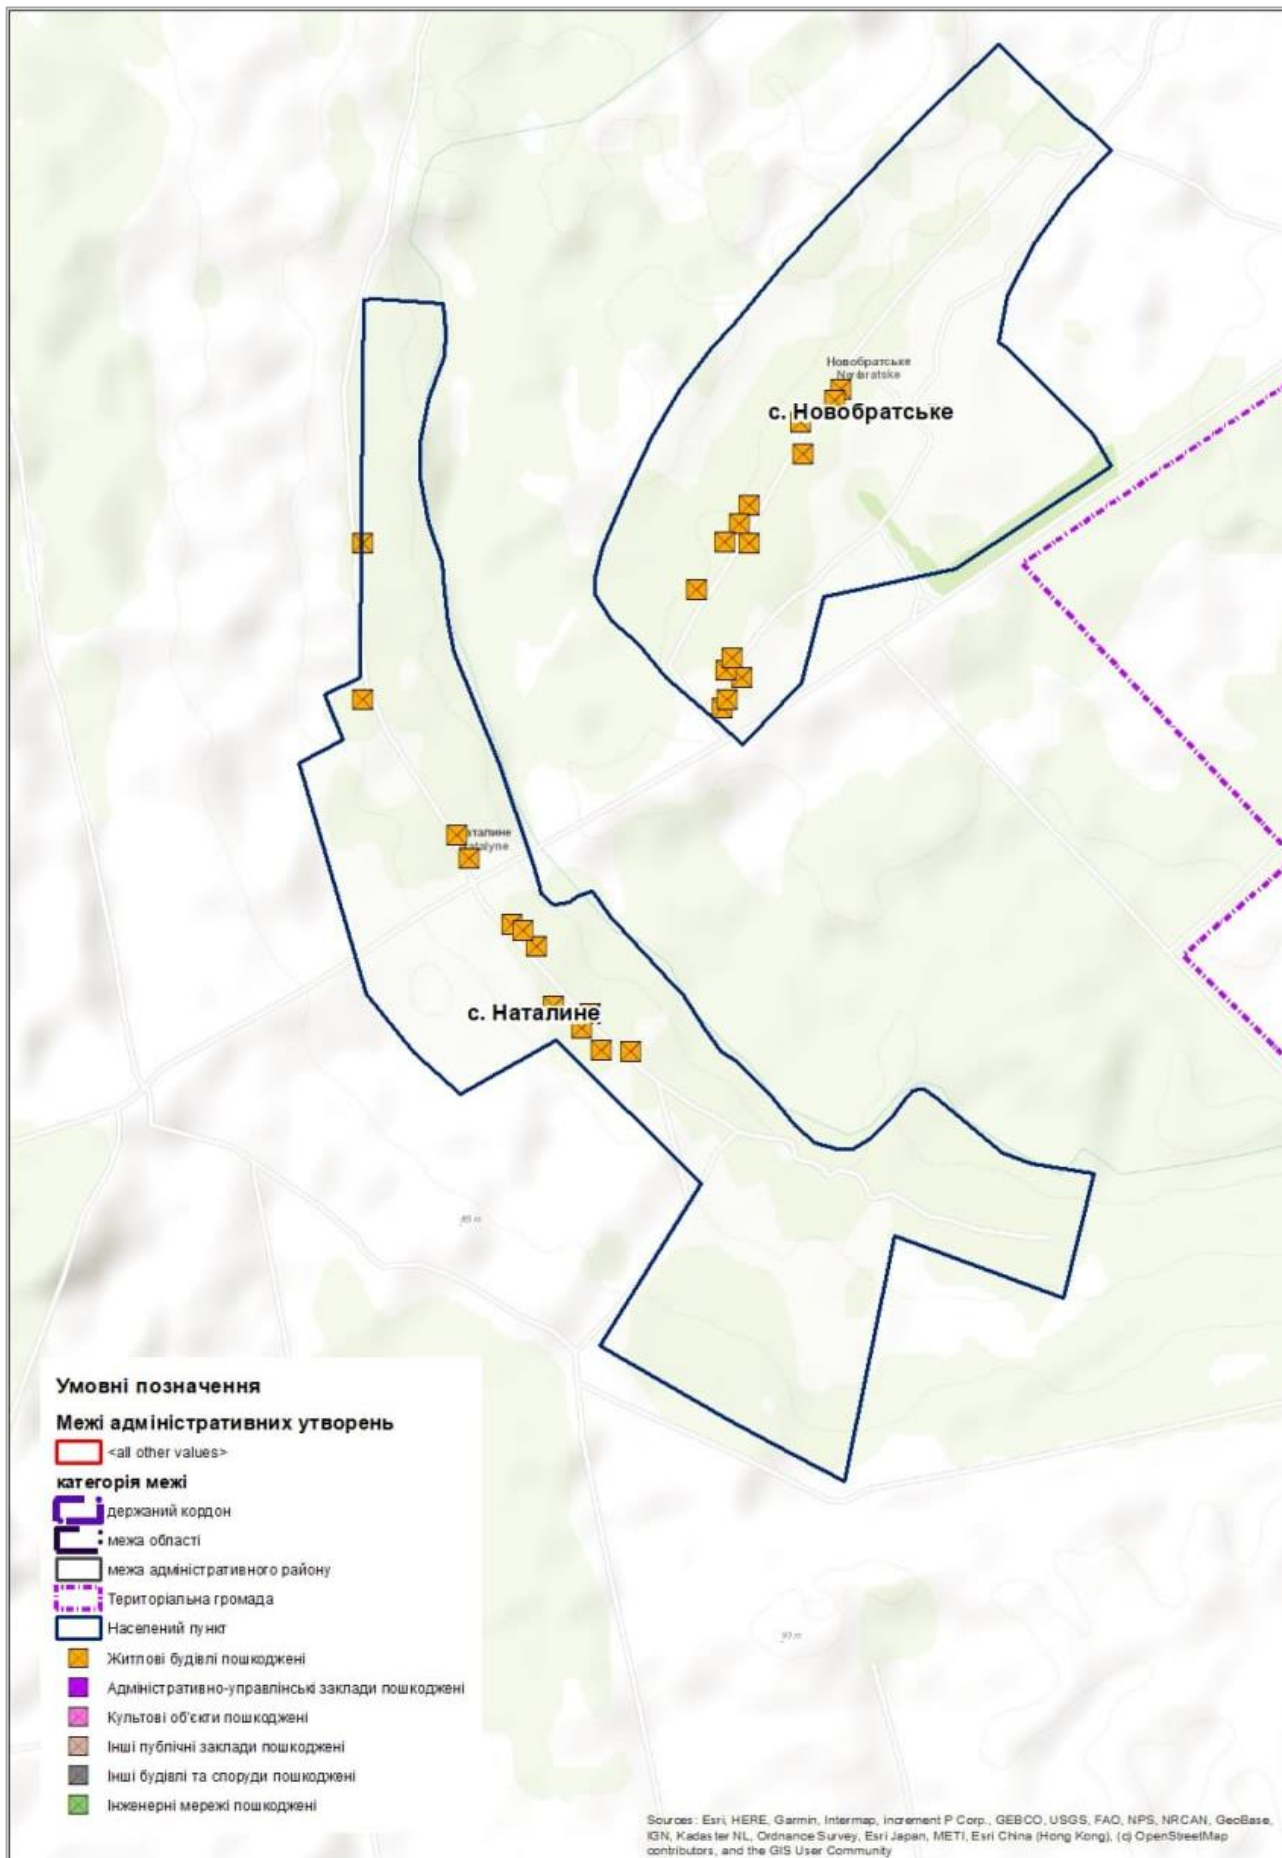 Новобратське
Novobratske
с. Новобратське
аталине
atalyne
с. Наталине
Умовні позначення
Межі адміністративних утворень
<all other values>
категорія межі
держаний кордон
межа області
межа адміністративного району
Територіальна громада
Населений пункт
Житлові будівлі пошкоджені
Адміністративно-управлінські заклади пошкоджені
Культові об'єкти пошкоджені
Інші публічні заклади пошкоджені
Інші будівлі та споруди пошкоджені
Інженерні мережі пошкоджені
Sources: Esri, HERE, Garmin, Intermap, increment P Corp., GEBCO, USGS, FAO, NPS, NRCAN, GeoBase,
IGN, Kadaster NL, Ordnance Survey, Esri Japan, METI, Esri China (Hong Kong), (c) OpenStreetMap
contributors, and the GIS User Community